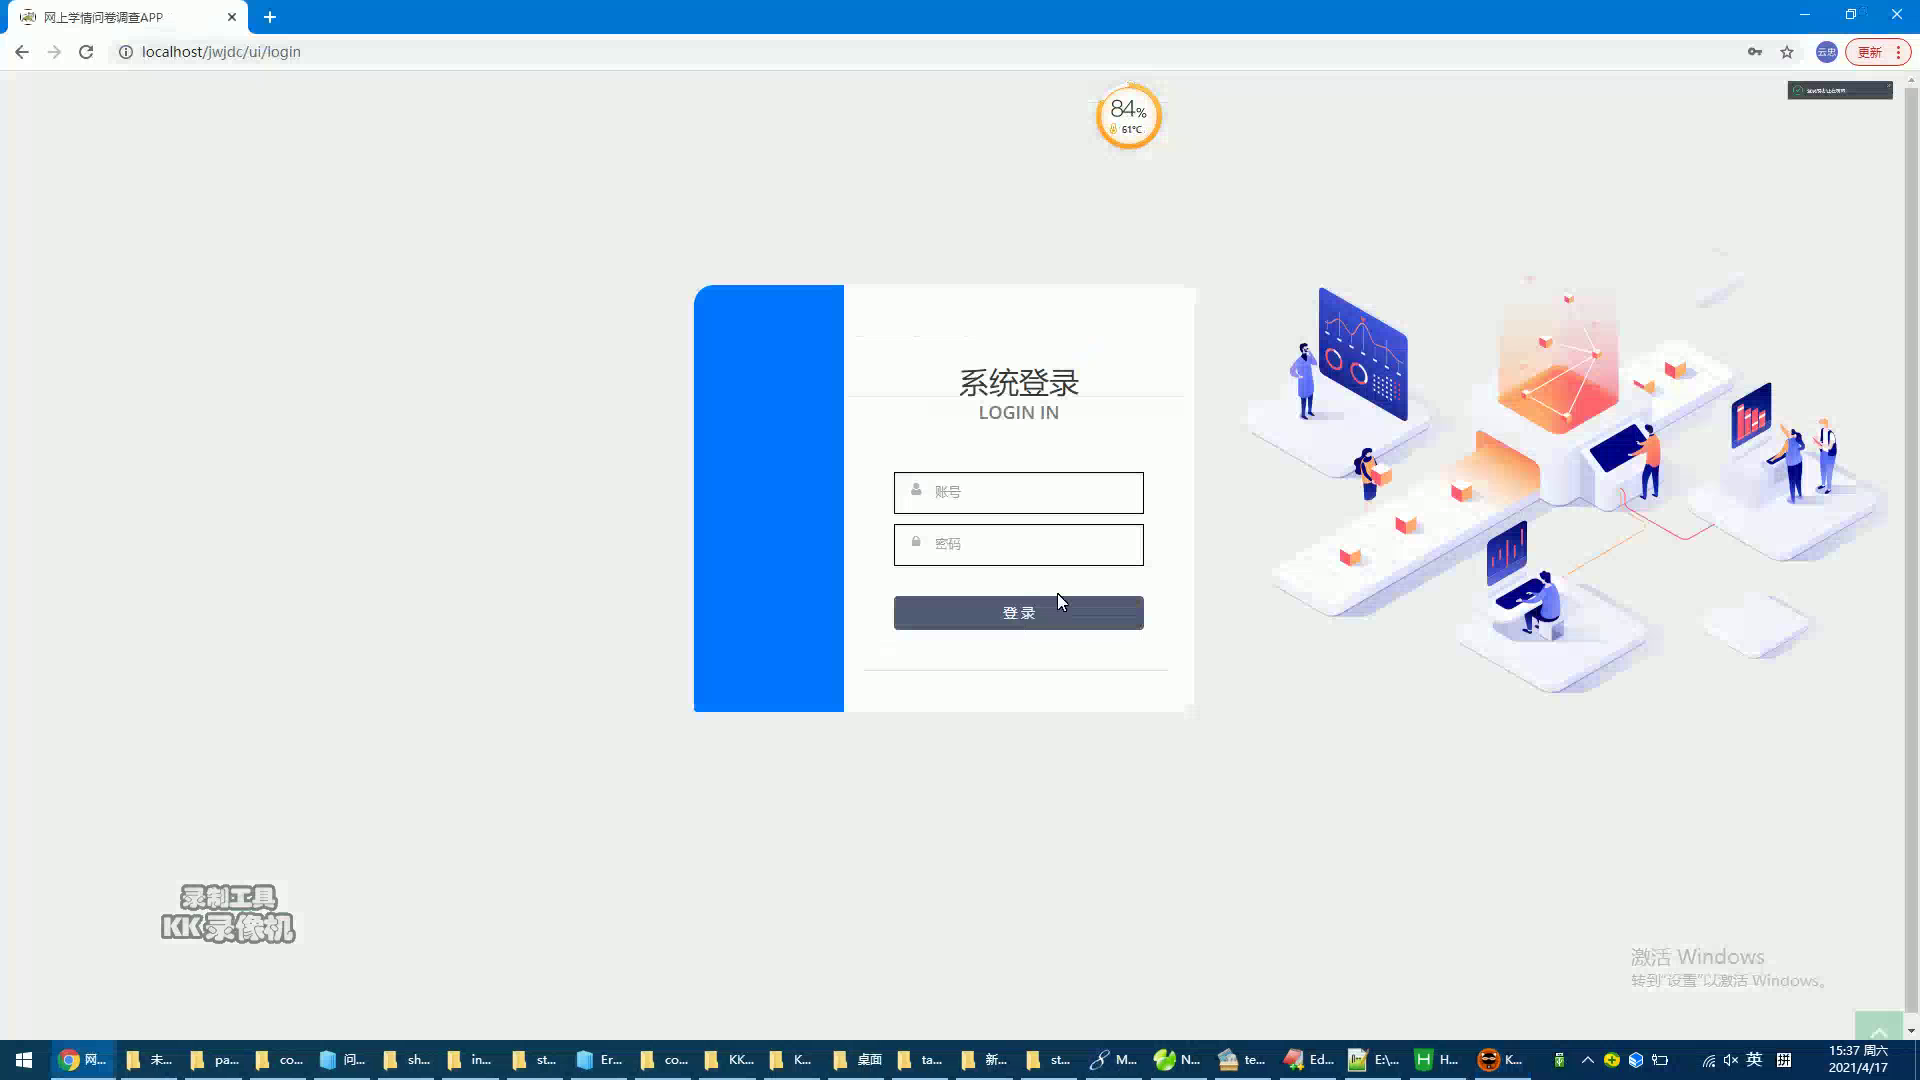 网上学情问卷调查APP
localhost/jwjdc/ui/login
云忠
更新
84%
61°C
系统登录
LOGIN IN
账号
密码
登录
录制工具
KK录像机
激活 Windows
转到“设置”以激活 Windows。
网...
未...
pa...
co...
问...
sh...
in...
st...
Er...
co...
KK...
K...
桌面
ta...
新...
st...
M...
N...
te...
Ed...
E:\...
H...
K...
英
拼
15:37 周六
2021/4/17